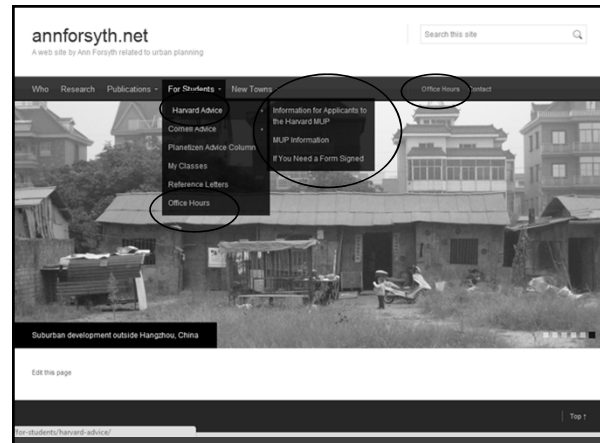 annforsyth.net
A web site by Ann Forsyth related to urban planning
Search this site
Who Research Publications For Students New Towns
Office Hours Contact
Harvard Advice
Cornell Advice
Planetizen Advice Column
My Classes
Reference Letters
Office Hours
Information for Applicants to
the Harvard MUP
MUP Information
If You Need a Form Signed
Suburban development outside Hangzhou, China
Edit this page
Top ↑
/for-students/harvard-advice/